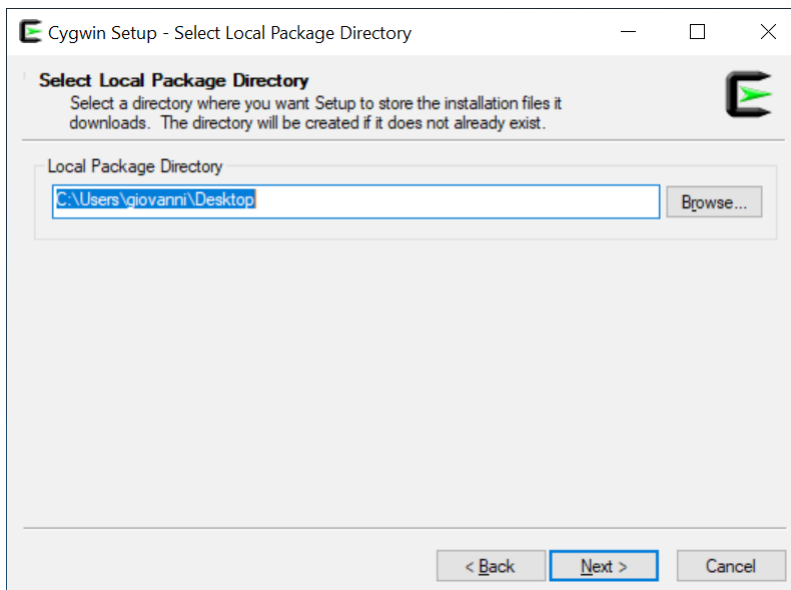 Cygwin Setup - Select Local Package Directory
Select Local Package Directory
Select a directory where you want Setup to store the installation files it
downloads. The directory will be created if it does not already exist.
Local Package Directory
C:\Users\giovanni\Desktop
Browse...
< Back
Next >
Cancel